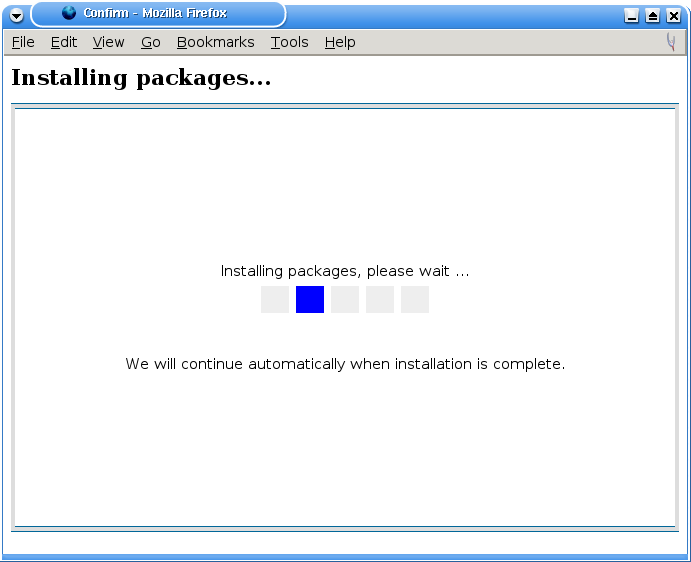 Confirm - Mozilla Firefox
File Edit View Go Bookmarks Tools Help
Installing packages...
Installing packages, please wait ...
We will continue automatically when installation is complete.